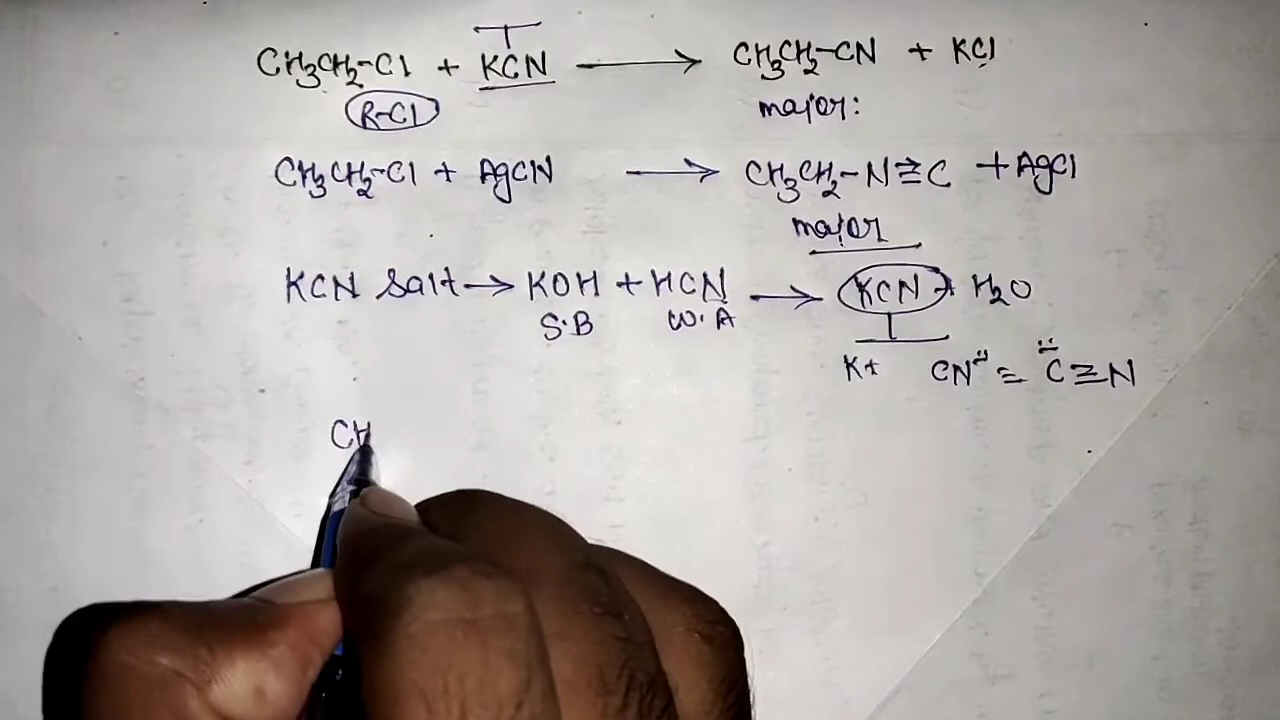 CH₃CH₂-Cl + KCN ⟶ CH₃CH₂-CN + KCl
R-Cl major:
CH₃CH₂-Cl + AgCN ⟶ CH₃CH₂-N≡C + AgCl
major
KCN Salt → KOH + HCN ⟶ KCN + H₂O
S.B W.A
K+ CN⁻̈ = C̈̄≡N
CH